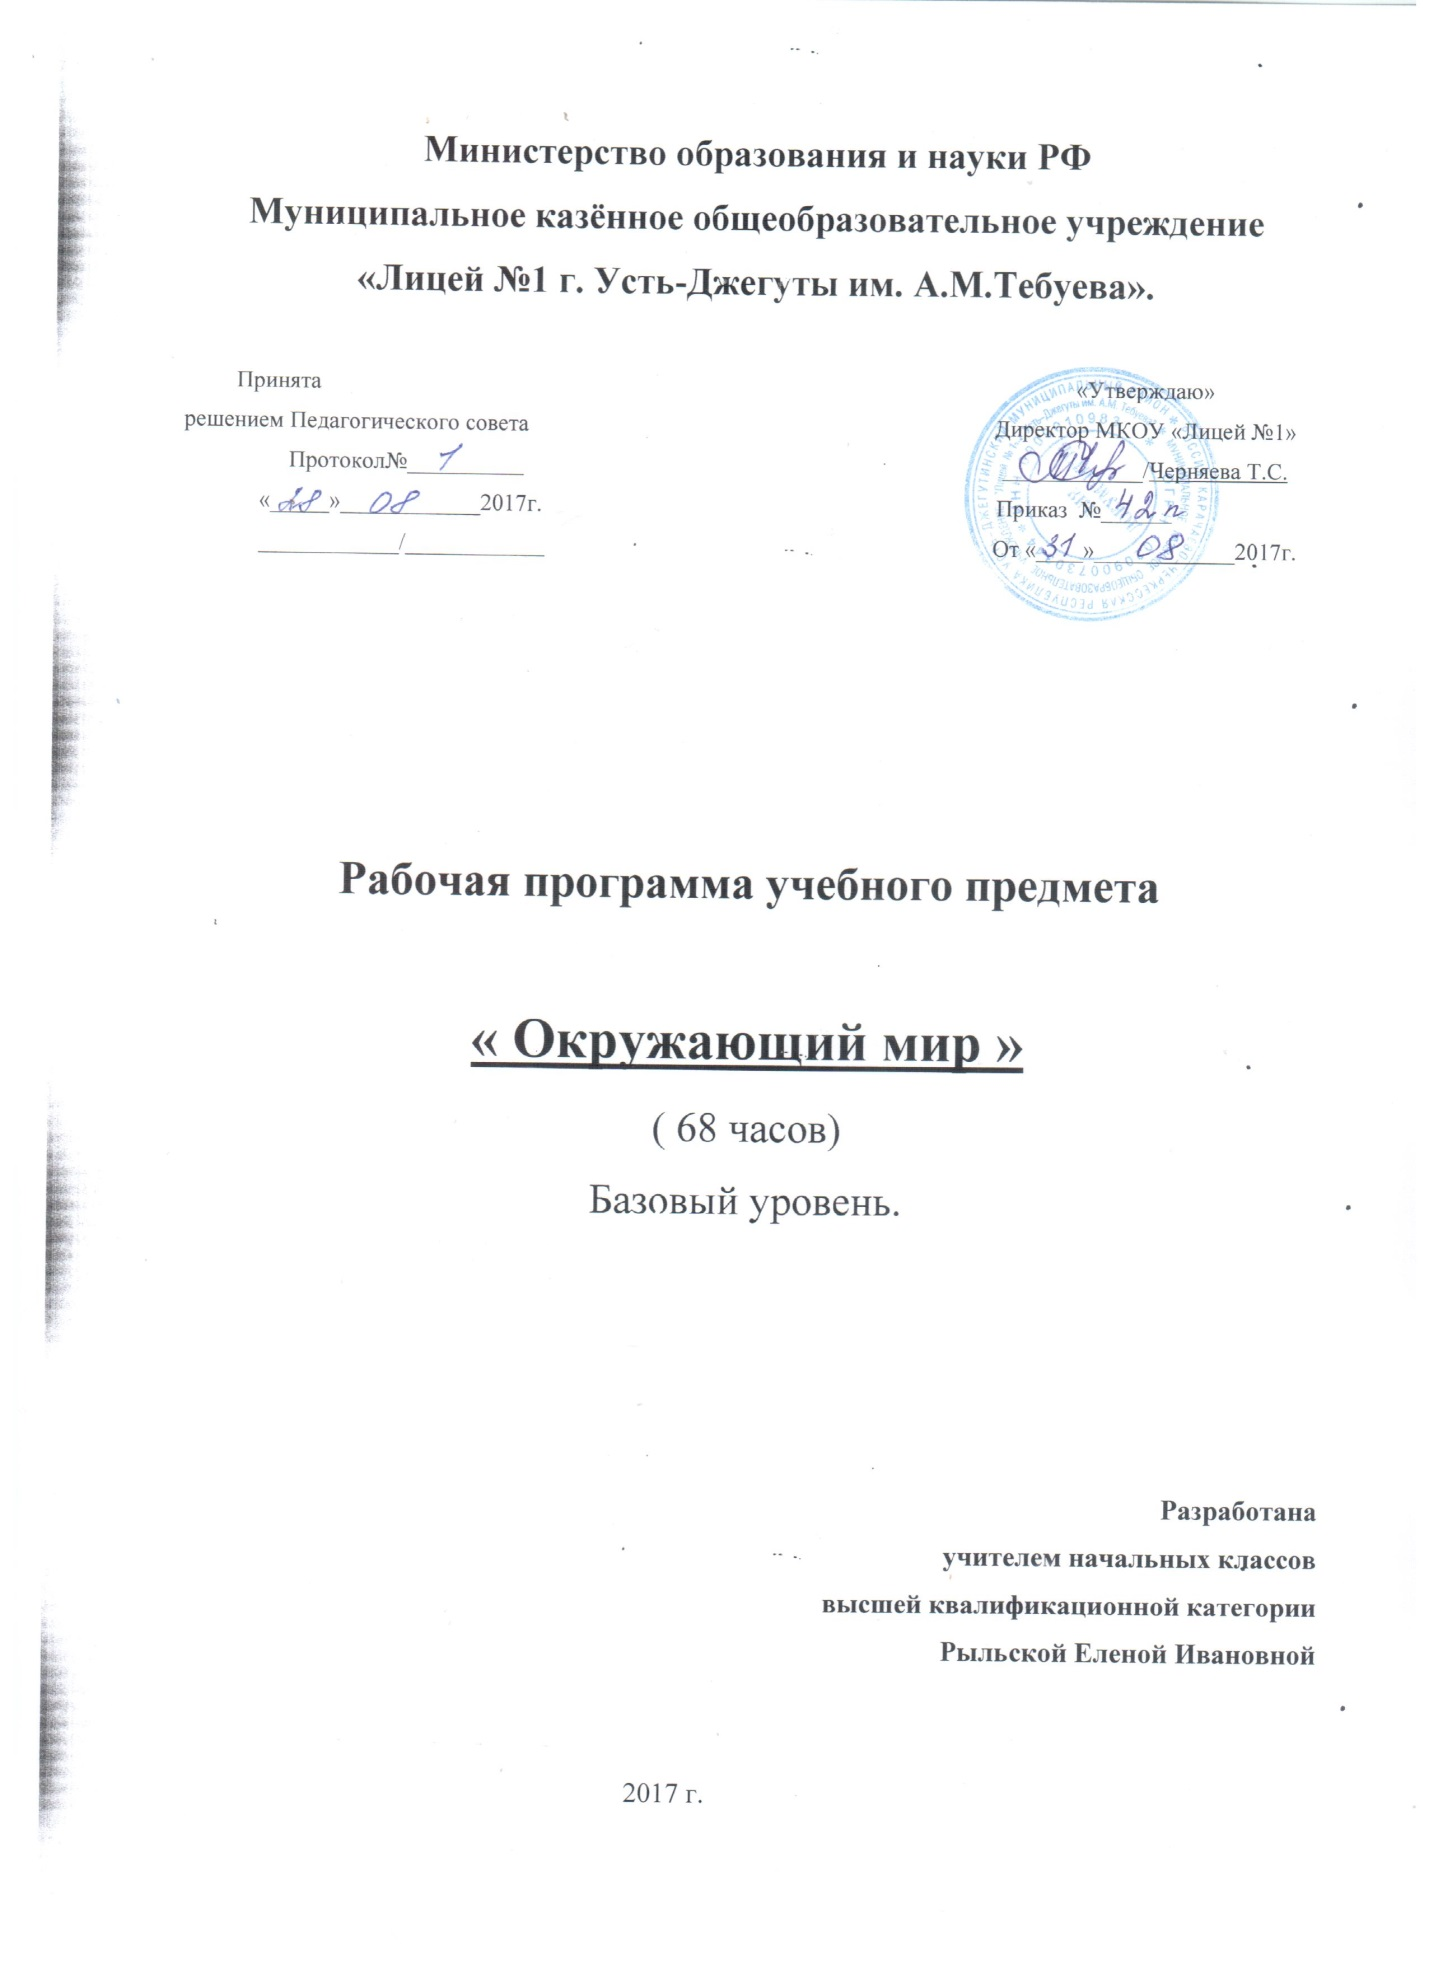 Министерство образования и науки РФ
Муниципальное казённое общеобразовательное учреждение
«Лицей №1 г. Усть-Джегуты им. А.М.Тебуева».
Принята
решением Педагогического совета
Протокол№ 1
«28» 08 2017г.
/
«Утверждаю»
Директор МКОУ «Лицей №1»
/Черняева Т.С.
Приказ № 42 п
От «31» 08 2017г.
Рабочая программа учебного предмета
« Окружающий мир »
( 68 часов)
Базовый уровень.
Разработана
учителем начальных классов
высшей квалификационной категории
Рыльской Еленой Ивановной
2017 г.